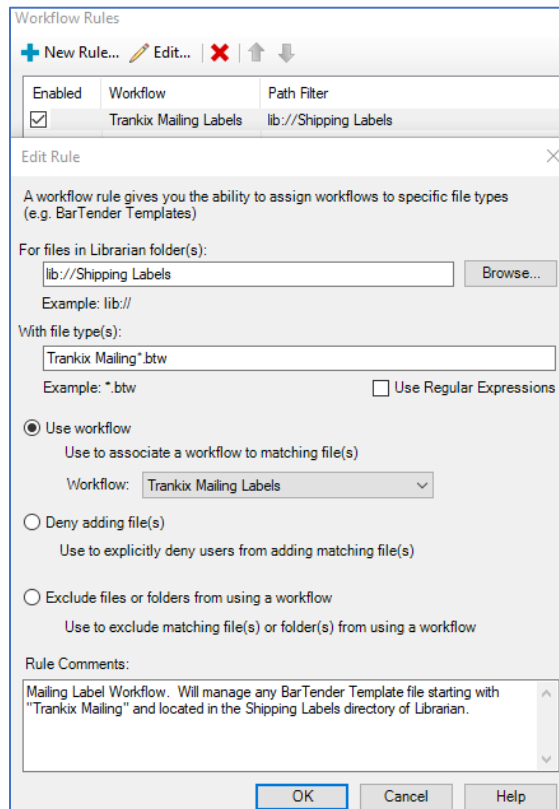 Workflow Rules
New Rule... Edit...
Enabled Workflow Path Filter
Trankix Mailing Labels lib://Shipping Labels
Edit Rule
A workflow rule gives you the ability to assign workflows to specific file types
(e.g. BarTender Templates)
For files in Librarian folder(s):
lib://Shipping Labels Browse...
Example: lib://
With file type(s):
Trankix Mailing*.btw
Example: *.btw Use Regular Expressions
Use workflow
Use to associate a workflow to matching file(s)
Workflow: Trankix Mailing Labels
Deny adding file(s)
Use to explicitly deny users from adding matching file(s)
Exclude files or folders from using a workflow
Use to exclude matching file(s) or folder(s) from using a workflow
Rule Comments:
Mailing Label Workflow. Will manage any BarTender Template file starting with
"Trankix Mailing" and located in the Shipping Labels directory of Librarian.
OK Cancel Help